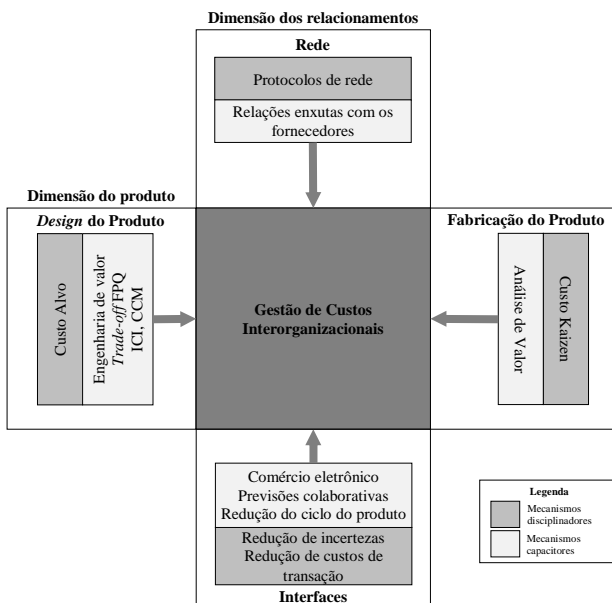 Dimensão dos relacionamentos
Rede
Protocolos de rede
Relações enxutas com os
fornecedores
Dimensão do produto
Design do Produto
Custo Alvo
Engenharia de valor
Trade-off FPQ
ICI, CCM
Gestão de Custos
Interorganizacionais
Fabricação do Produto
Análise de Valor
Custo Kaizen
Comércio eletrônico
Previsões colaborativas
Redução do ciclo do produto
Redução de incertezas
Redução de custos de
transação
Interfaces
Legenda
Mecanismos
disciplinadores
Mecanismos
capacitores